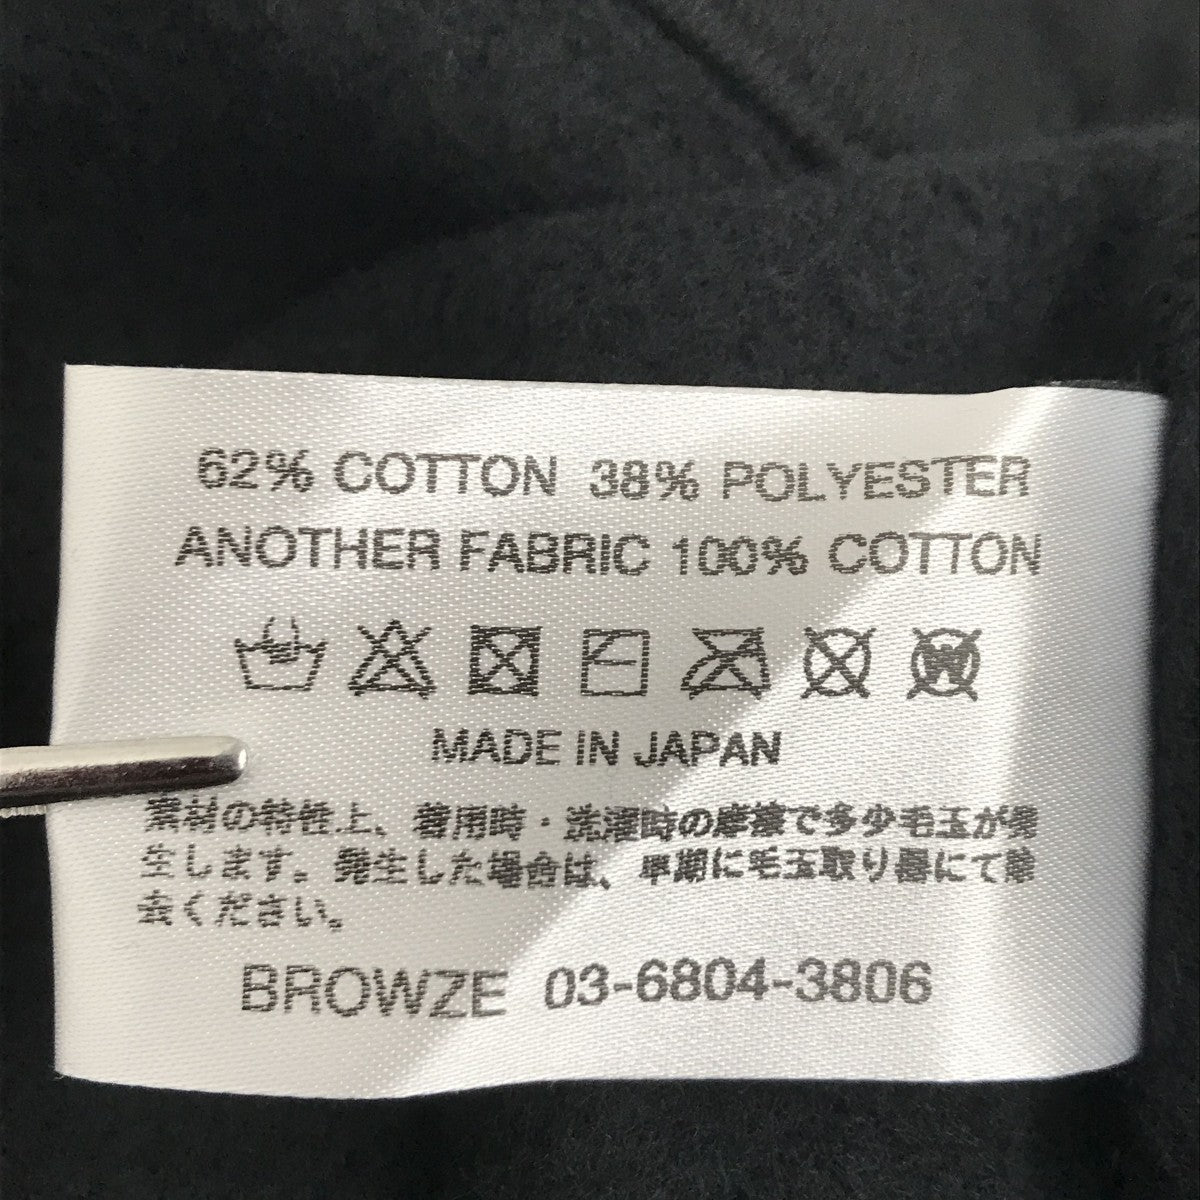 62% COTTON 38% POLYESTER
ANOTHER FABRIC 100% COTTON
W
MADE IN JAPAN
素材の特性上、着用時・洗濯時の摩擦で多少毛玉が発
生します。発生した場合は、早期に毛玉取り器にて除
去ください。
BROWZE 03-6804-3806